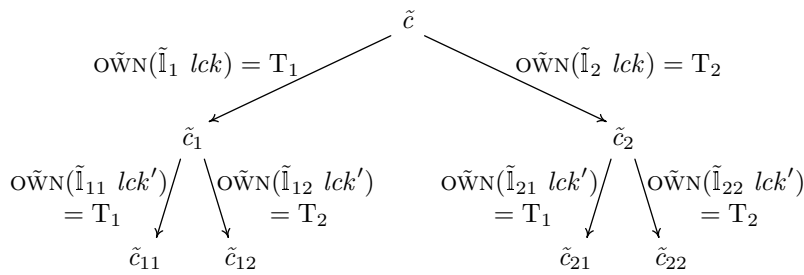 c̃
OW̃N(𝕀̃₁ lck) = T₁ OW̃N(𝕀̃₂ lck) = T₂
c̃₁ c̃₂
OW̃N(𝕀̃₁₁ lck′) OW̃N(𝕀̃₁₂ lck′) OW̃N(𝕀̃₂₁ lck′) OW̃N(𝕀̃₂₂ lck′)
= T₁ = T₂ = T₁ = T₂
c̃₁₁ c̃₁₂ c̃₂₁ c̃₂₂